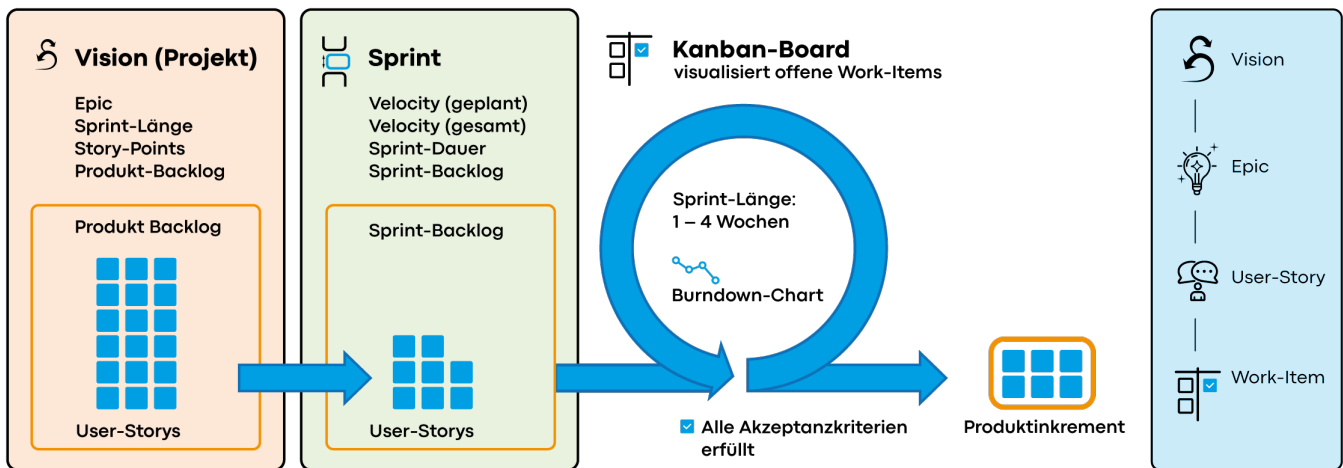 Vision (Projekt)
Epic
Sprint-Länge
Story-Points
Produkt-Backlog
Produkt Backlog
User-Storys
Sprint
Velocity (geplant)
Velocity (gesamt)
Sprint-Dauer
Sprint-Backlog
Sprint-Backlog
User-Storys
Kanban-Board
visualisiert offene Work-Items
Sprint-Länge:
1 – 4 Wochen
Burndown-Chart
Alle Akzeptanzkriterien
erfüllt
Produktinkrement
Vision
Epic
User-Story
Work-Item